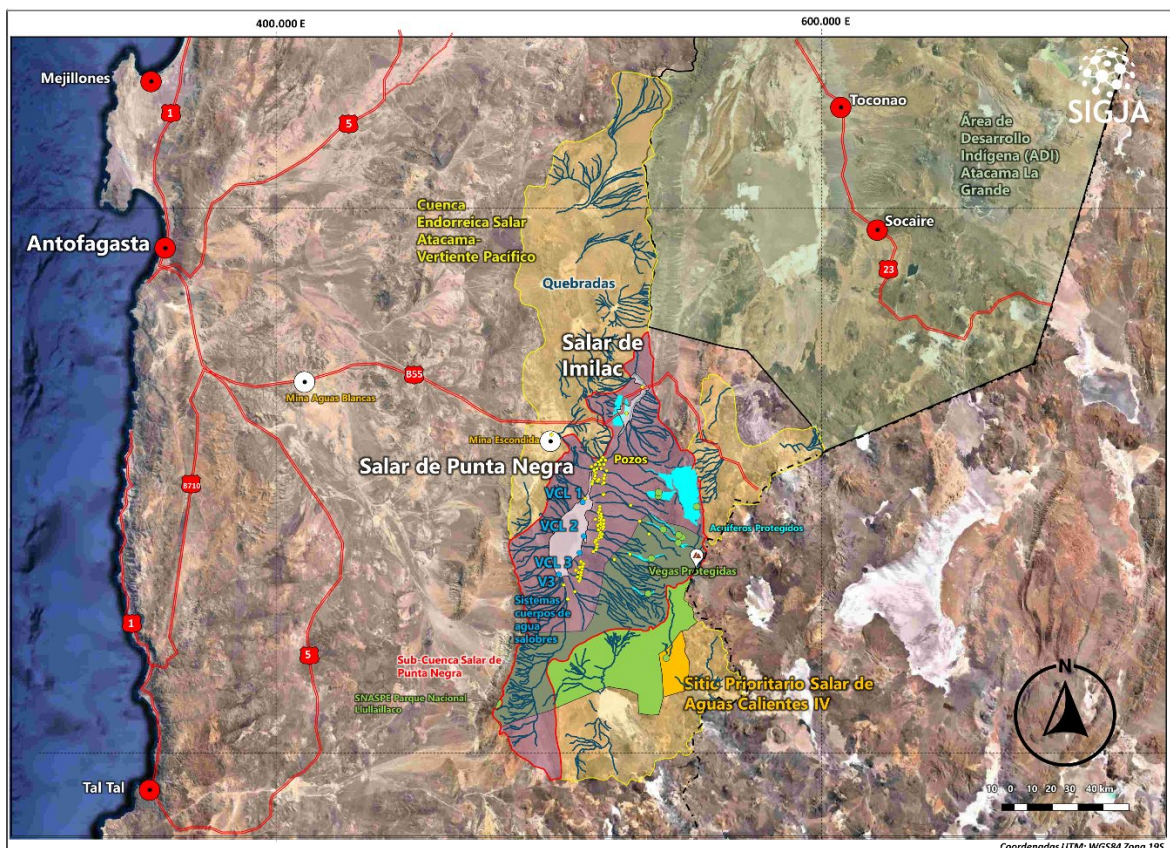 400.000 E
600.000 E
Mejillones
1
5
Toconao
SIGJA
Área de
Desarrollo
Indígena (ADI)
Atacama La
Grande
Cuenca
Endorreica Salar
Atacama-
Vertiente Pacífico
Socaire
Antofagasta
23
Quebradas
Salar de
Imilac
B55
Mina Aguas Blancas
Mina Escondida
Salar de Punta Negra
Pozos
B710
VCL 1
VCL 2
Acuíferos Protegidos
VCL 3
Vegas Protegidas
V3
Sistemas
cuerpos de
agua
salobres
1
5
Sub-Cuenca Salar de
Punta Negra
N
Sitio Prioritario Salar de
Aguas Calientes IV
SNASPE Parque Nacional
Llullaillaco
Tal Tal
10 0 10 20 30 40 km
Coordenadas UTM: WGS84 Zona 19S